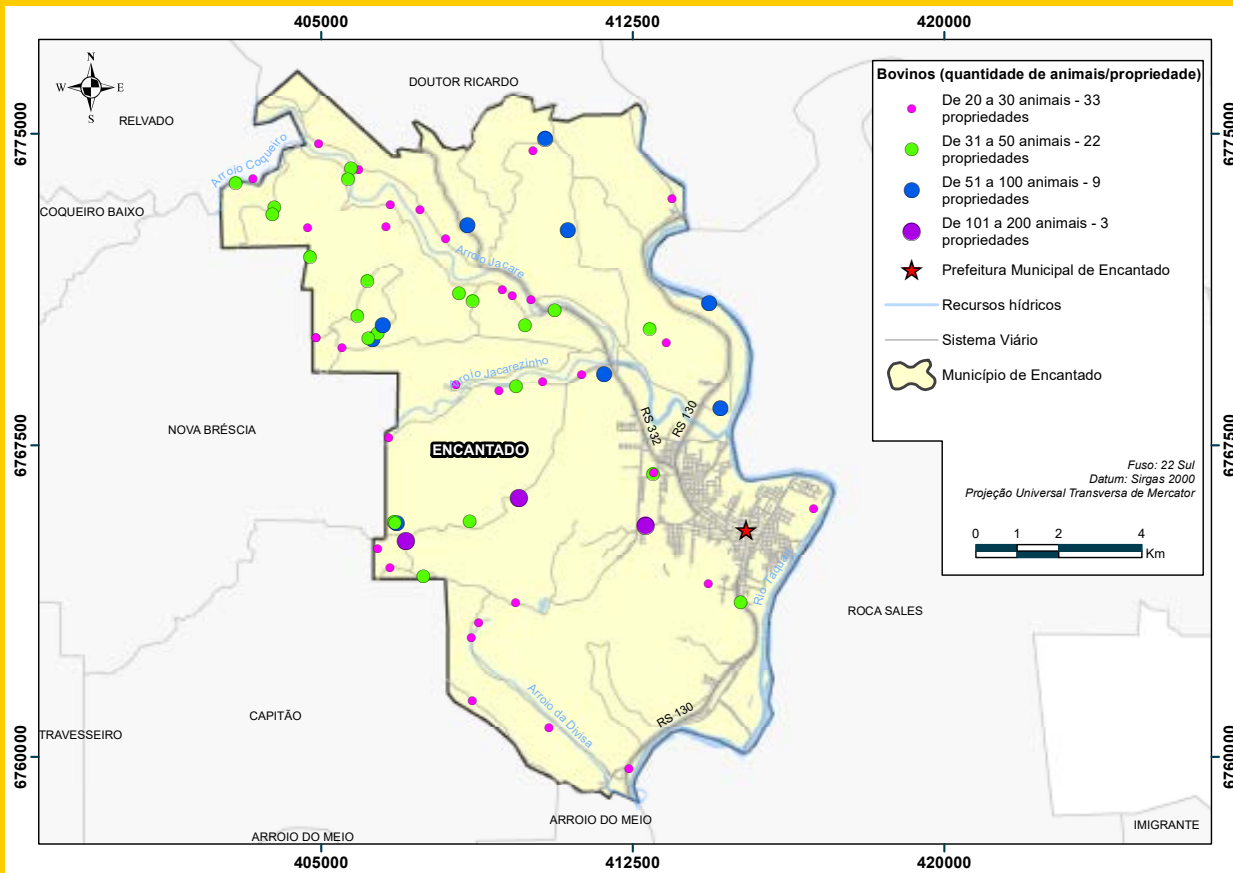 405000
412500
420000
N
W
E
S
DOUTOR RICARDO
RELVADO
6775000
6775000
Arroio Coqueiro
COQUEIRO BAIXO
Arroio Jacaré
Arroio Jacarezinho
NOVA BRÉSCIA
RS 332
RS 130
ENCANTADO
6767500
6767500
Rio Taquari
ROCA SALES
Arroio da Divisa
RS 130
CAPITÃO
TRAVESSEIRO
6760000
6760000
ARROIO DO MEIO
ARROIO DO MEIO
IMIGRANTE
405000
412500
420000
Bovinos (quantidade de animais/propriedade)
De 20 a 30 animais - 33
propriedades
De 31 a 50 animais - 22
propriedades
De 51 a 100 animais - 9
propriedades
De 101 a 200 animais - 3
propriedades
Prefeitura Municipal de Encantado
Recursos hídricos
Sistema Viário
Município de Encantado
Fuso: 22 Sul
Datum: Sirgas 2000
Projeção Universal Transversa de Mercator
0 1 2 4
Km